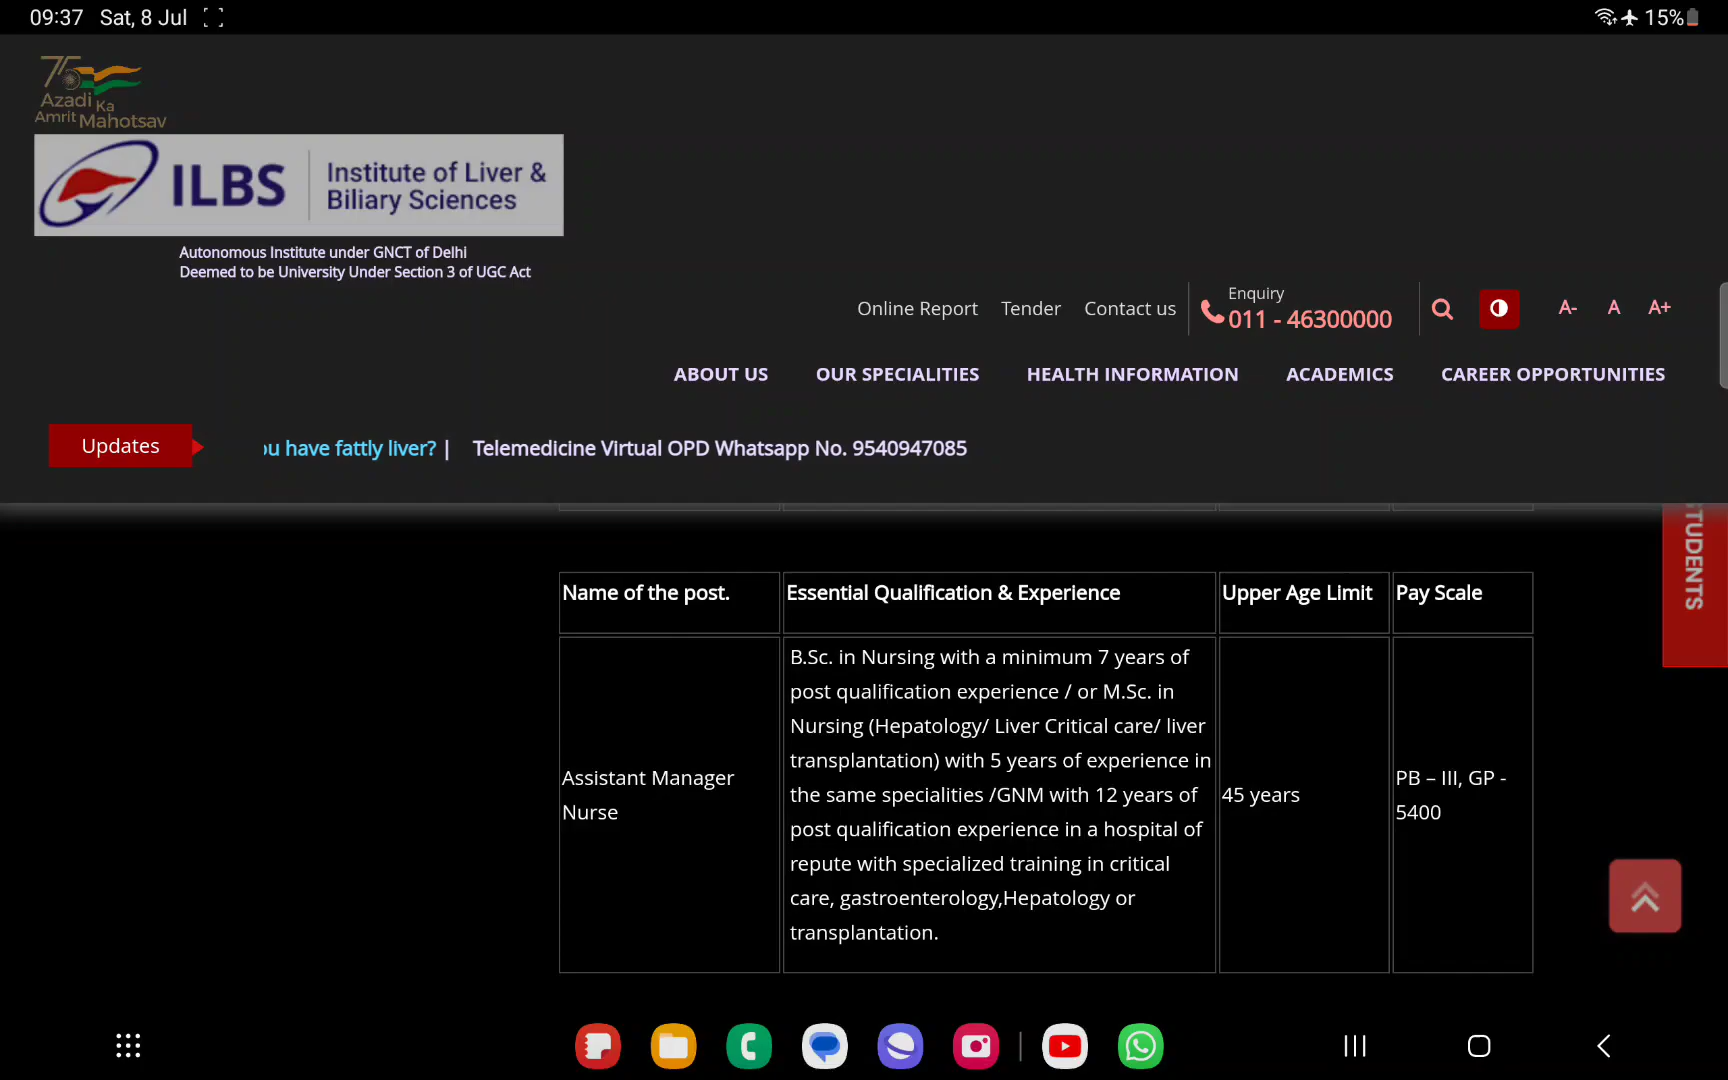 09:37 Sat, 8 Jul
15%
75
Azadi Ka
Amrit Mahotsav
ILBS
Institute of Liver &
Biliary Sciences
Autonomous Institute under GNCT of Delhi
Deemed to be University Under Section 3 of UGC Act
Online Report Tender Contact us
Enquiry
011 - 46300000
A- A A+
ABOUT US OUR SPECIALITIES HEALTH INFORMATION ACADEMICS CAREER OPPORTUNITIES
Updates
ou have fattly liver? | Telemedicine Virtual OPD Whatsapp No. 9540947085
TUDENTS
Name of the post. Essential Qualification & Experience Upper Age Limit Pay Scale
Assistant Manager
Nurse
B.Sc. in Nursing with a minimum 7 years of
post qualification experience / or M.Sc. in
Nursing (Hepatology/ Liver Critical care/ liver
transplantation) with 5 years of experience in
the same specialities /GNM with 12 years of
post qualification experience in a hospital of
repute with specialized training in critical
care, gastroenterology,Hepatology or
transplantation.
45 years
PB – III, GP -
5400